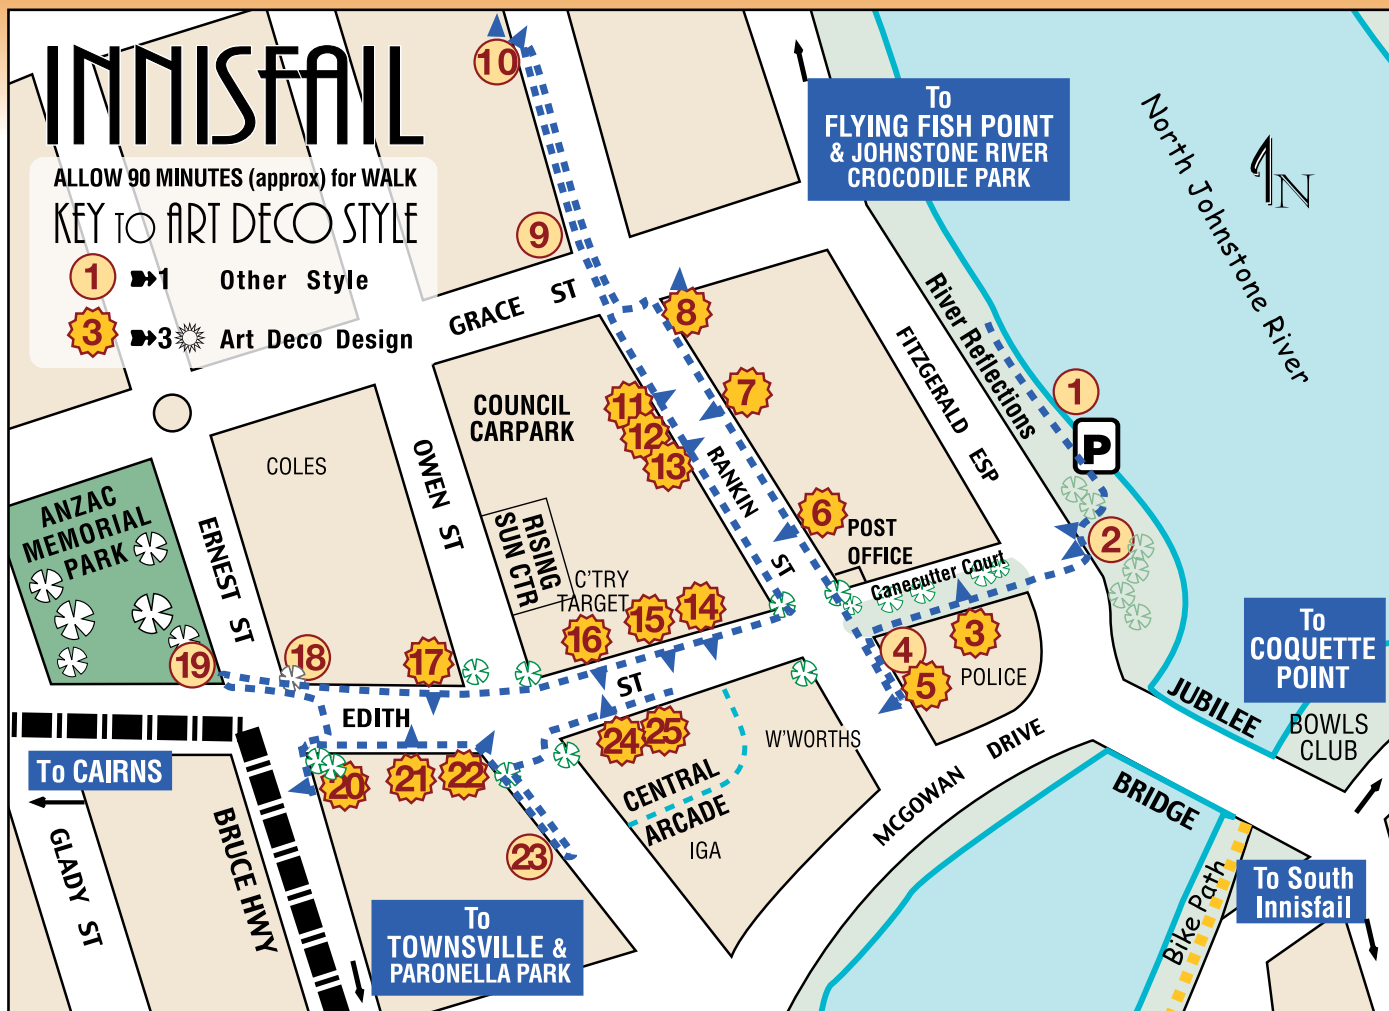 INNISFAIL
ALLOW 90 MINUTES (approx) for WALK
KEY TO ART DECO STYLE
1 1 Other Style
3 3 Art Deco Design
10
9
GRACE ST
To
FLYING FISH POINT
& JOHNSTONE RIVER
CROCODILE PARK
North Johnstone River
N
River Reflections
FITZGERALD ESP
8
7
1
P
COUNCIL
CARPARK
11
12
13
RANKIN ST
OWEN ST
COLES
ANZAC
MEMORIAL
PARK
ERNEST ST
RISING
SUN CTR
6
POST
OFFICE
2
Canecutter Court
C'TRY
TARGET
14
15
16
3
4
5
POLICE
To
COQUETTE
POINT
17
18
19
EDITH ST
JUBILEE
BRIDGE
BOWLS
CLUB
W'WORTHS
MCGOWAN DRIVE
24
25
CENTRAL
ARCADE
IGA
To CAIRNS
20
21
22
23
GLADY ST
BRUCE HWY
To
TOWNSVILLE &
PARONELLA PARK
Bike Path
To South
Innisfail